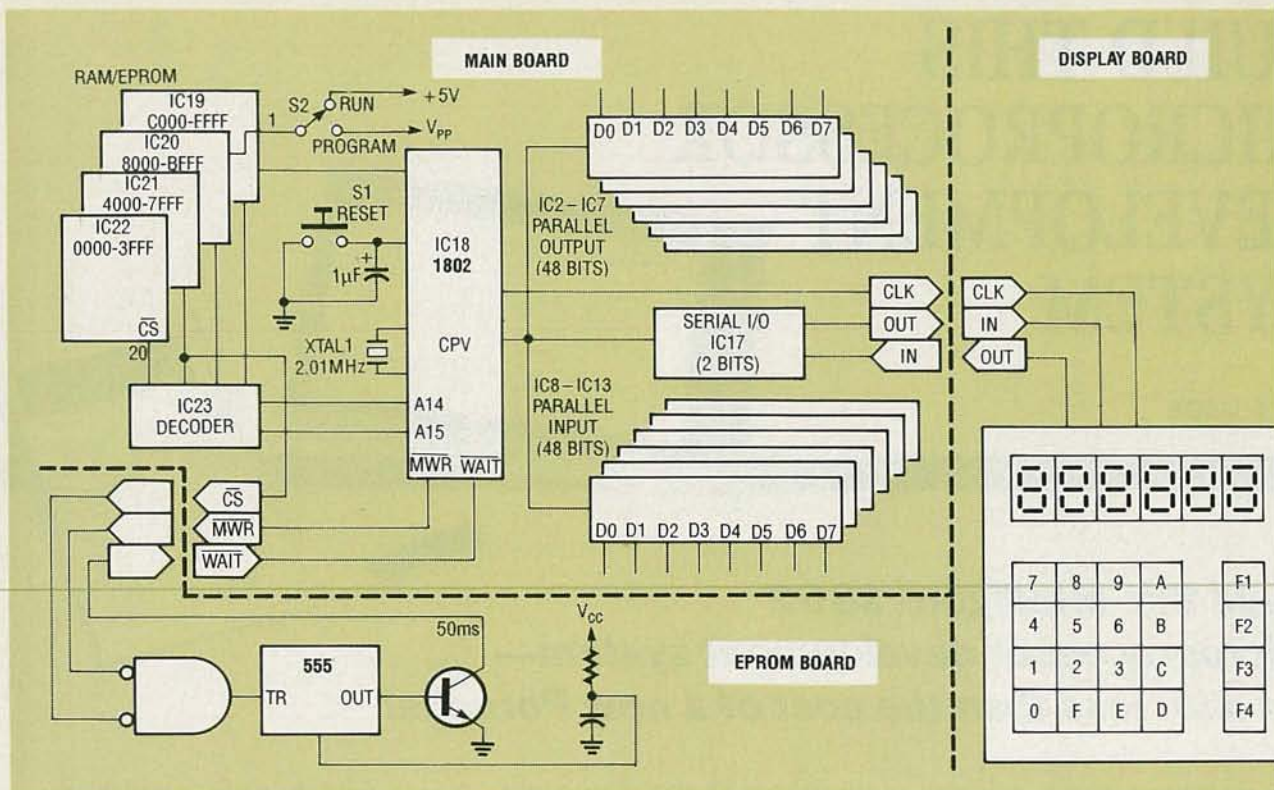 MAIN BOARD
DISPLAY BOARD
RAM/EPROM
IC19
C000-FFFF
IC20
8000-BFFF
IC21
4000-7FFF
IC22
0000-3FFF
CS
20
1
S2
RUN
+5V
VPP
PROGRAM
S1
RESET
1µF
+
XTAL1
2.01MHz
IC18
1802
CPV
A14
A15
MWR WAIT
IC23
DECODER
D0 D1 D2 D3 D4 D5 D6 D7
IC2–IC7
PARALLEL
OUTPUT
(48 BITS)
SERIAL I/O
IC17
(2 BITS)
CLK
OUT
IN
CLK
IN
OUT
IC8–IC13
PARALLEL
INPUT
(48 BITS)
D0 D1 D2 D3 D4 D5 D6 D7
CS
MWR
WAIT
7 8 9 A F1
4 5 6 B F2
1 2 3 C F3
0 F E D F4
50ms
VCC
EPROM BOARD
555
TR OUT